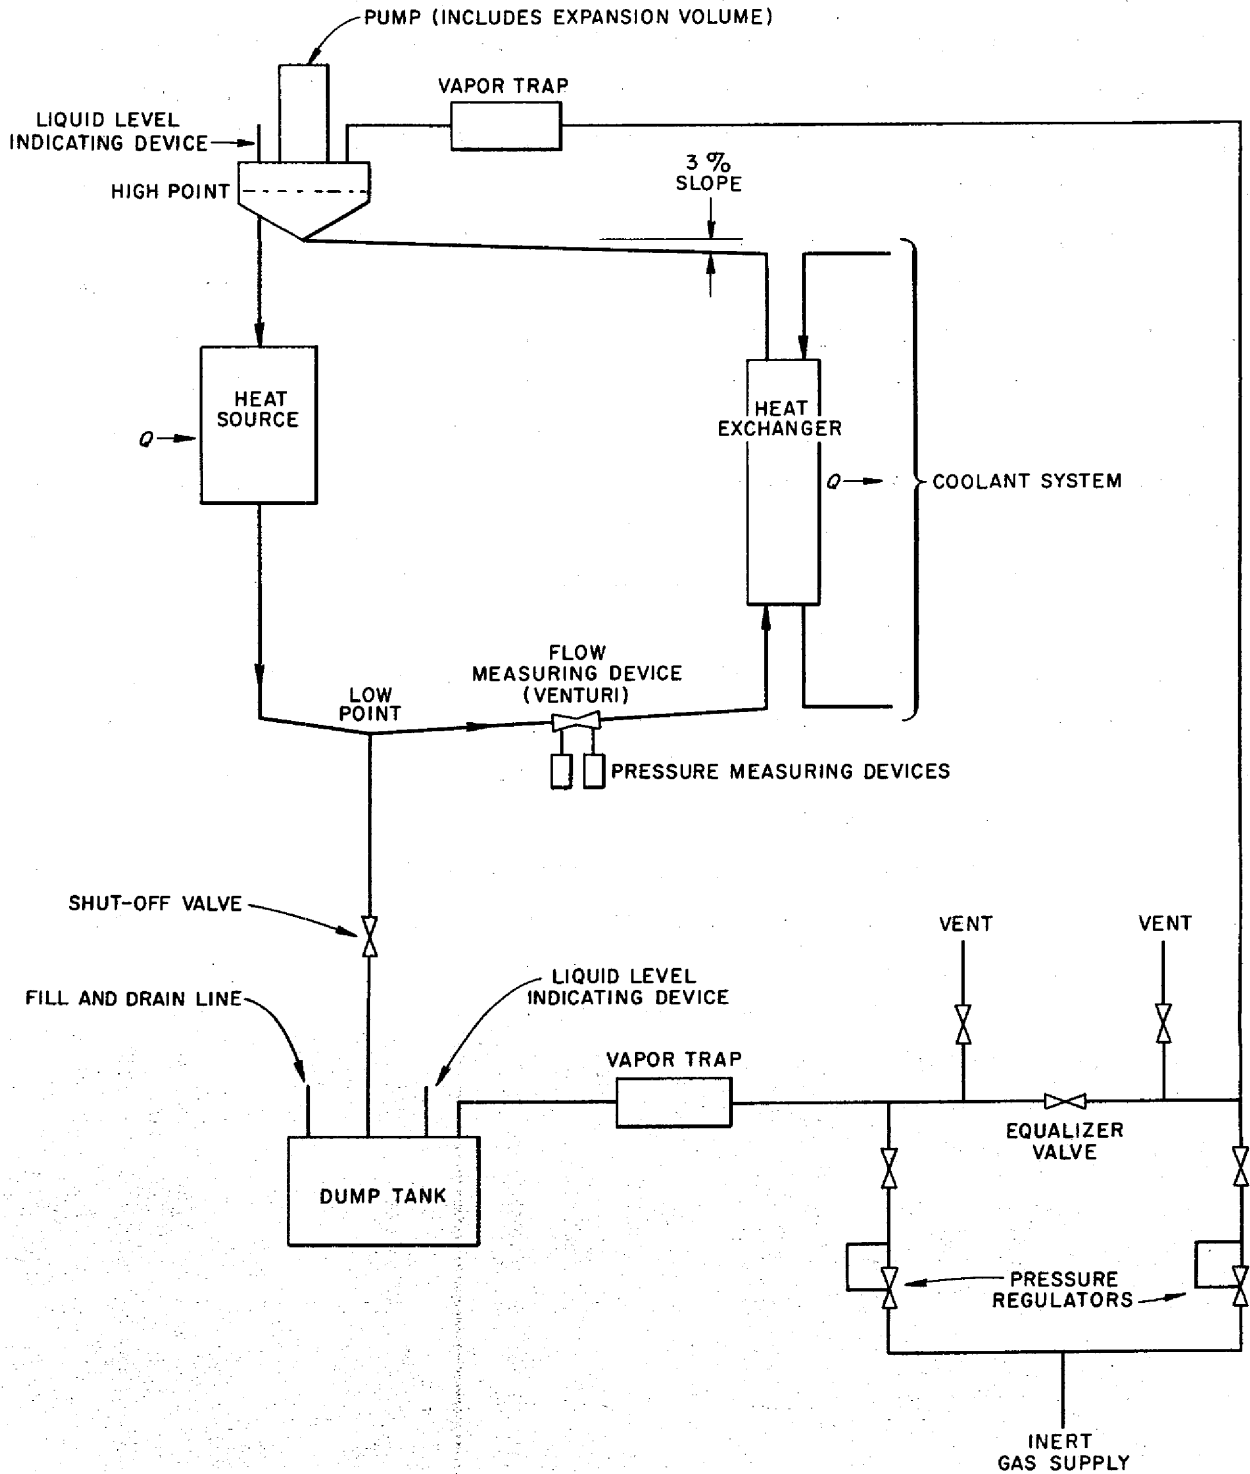 PUMP (INCLUDES EXPANSION VOLUME)
VAPOR TRAP
LIQUID LEVEL
INDICATING DEVICE
3 %
SLOPE
HIGH POINT
HEAT
SOURCE
Q
HEAT
EXCHANGER
Q
COOLANT SYSTEM
FLOW
MEASURING DEVICE
(VENTURI)
LOW
POINT
PRESSURE MEASURING DEVICES
SHUT-OFF VALVE
VENT
VENT
LIQUID LEVEL
INDICATING DEVICE
FILL AND DRAIN LINE
VAPOR TRAP
EQUALIZER
VALVE
DUMP TANK
PRESSURE
REGULATORS
INERT
GAS SUPPLY